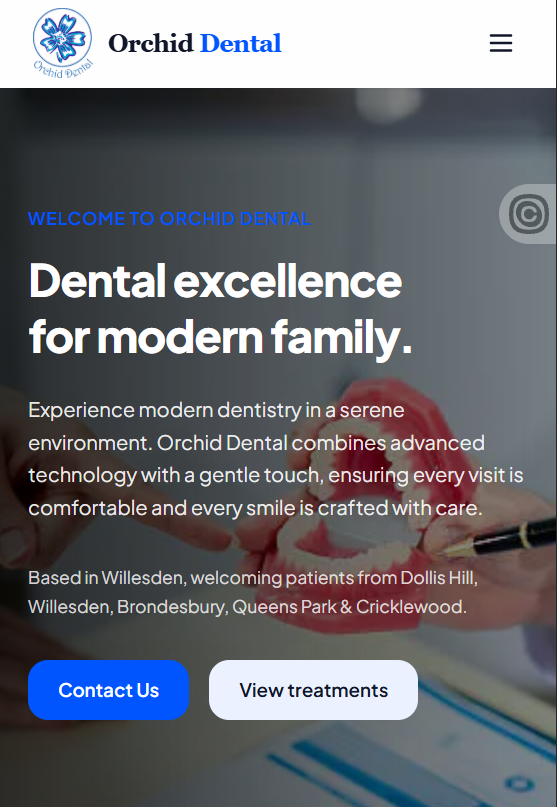 Orchid Dental
Orchid Dental
WELCOME TO ORCHID DENTAL
Dental excellence
for modern family.
Experience modern dentistry in a serene
environment. Orchid Dental combines advanced
technology with a gentle touch, ensuring every visit is
comfortable and every smile is crafted with care.
Based in Willesden, welcoming patients from Dollis Hill,
Willesden, Brondesbury, Queens Park & Cricklewood.
Contact Us
View treatments